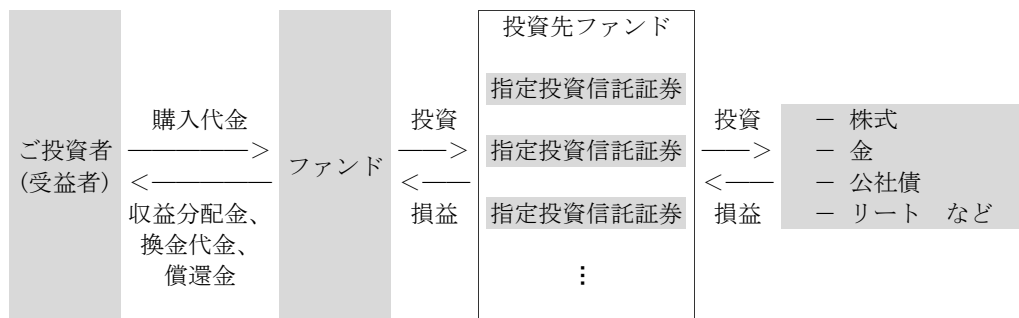 ご投資者
(受益者)
購入代金
収益分配金、
換金代金、
償還金
ファンド
投資
損益
投資先ファンド
指定投資信託証券
指定投資信託証券
指定投資信託証券
⋮
投資
損益
－ 株式
－ 金
－ 公社債
－ リート　など